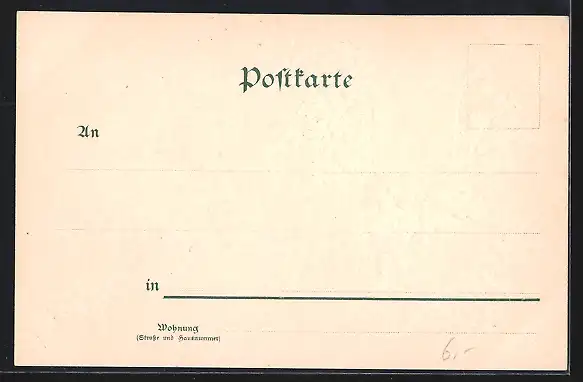 Postkarte
An
in
Wohnung
(Straße und Hausnummer)
6,-